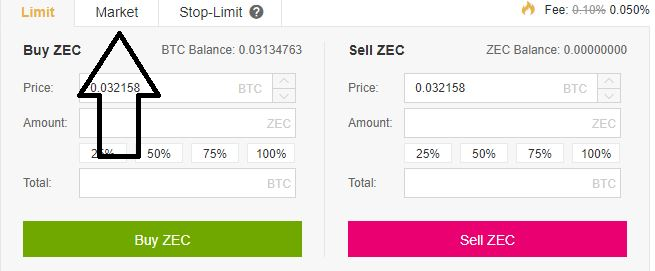 Limit Market Stop-Limit ? Fee: 0.10% 0.050%
Buy ZEC BTC Balance: 0.03134763 Sell ZEC ZEC Balance: 0.00000000
Price: 0.032158 BTC Price: 0.032158 BTC
Amount: ZEC Amount: ZEC
25% 50% 75% 100% 25% 50% 75% 100%
Total: BTC Total: BTC
Buy ZEC Sell ZEC